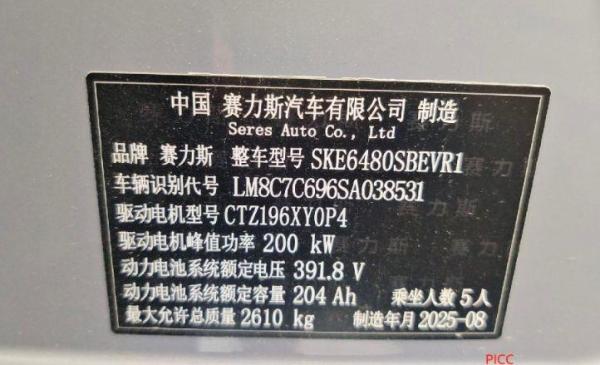 中国 赛力斯汽车有限公司 制造
Seres Auto Co., Ltd
品牌 赛力斯 整车型号 SKE6480SBEVR1
车辆识别代号 LM8C7C696SA038531
驱动电机型号 CTZ196XY0P4
驱动电机峰值功率 200 kW
动力电池系统额定电压 391.8 V
动力电池系统额定容量 204 Ah 乘坐人数 5人
最大允许总质量 2610 kg 制造年月 2025-08
PICC